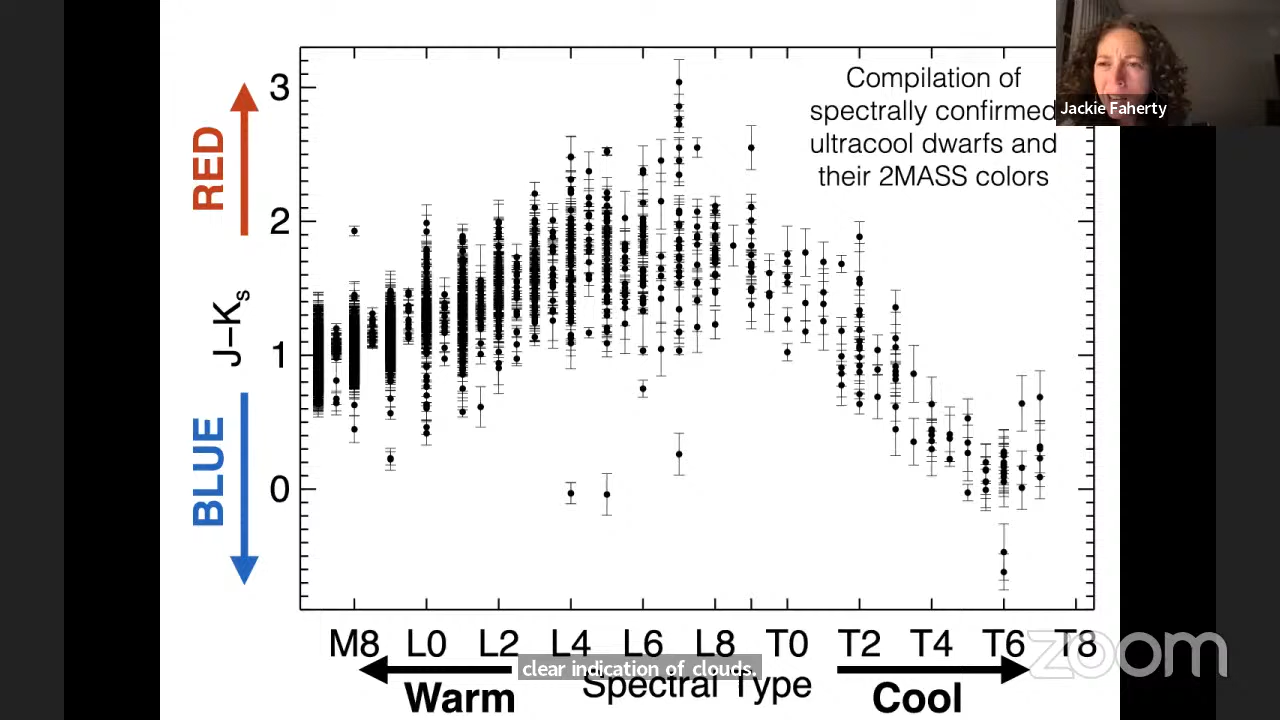 Compilation of
spectrally confirmed
ultracool dwarfs and
their 2MASS colors
Jackie Faherty
3
2
1
0
RED
J−Ks
BLUE
M8 L0 L2 L4 L6 L8 T0 T2 T4 T6 T8
clear indication of clouds.
Spectral Type
Warm
Cool
zoom